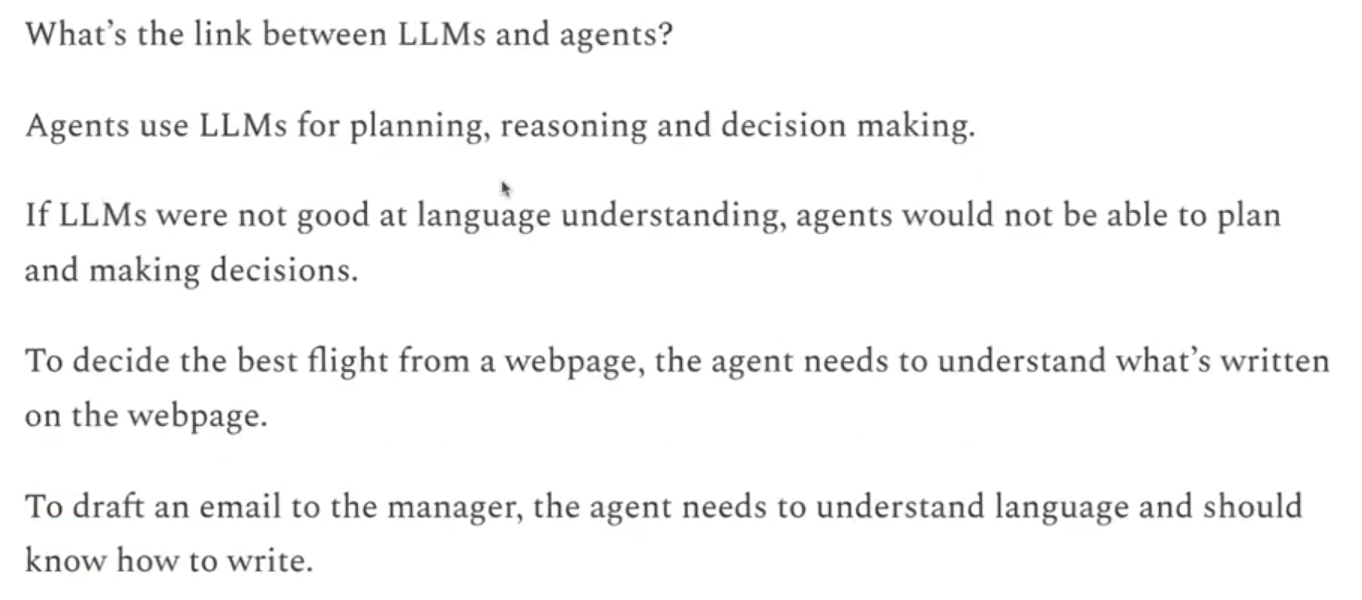 What’s the link between LLMs and agents?
Agents use LLMs for planning, reasoning and decision making.
If LLMs were not good at language understanding, agents would not be able to plan
and making decisions.
To decide the best flight from a webpage, the agent needs to understand what’s written
on the webpage.
To draft an email to the manager, the agent needs to understand language and should
know how to write.